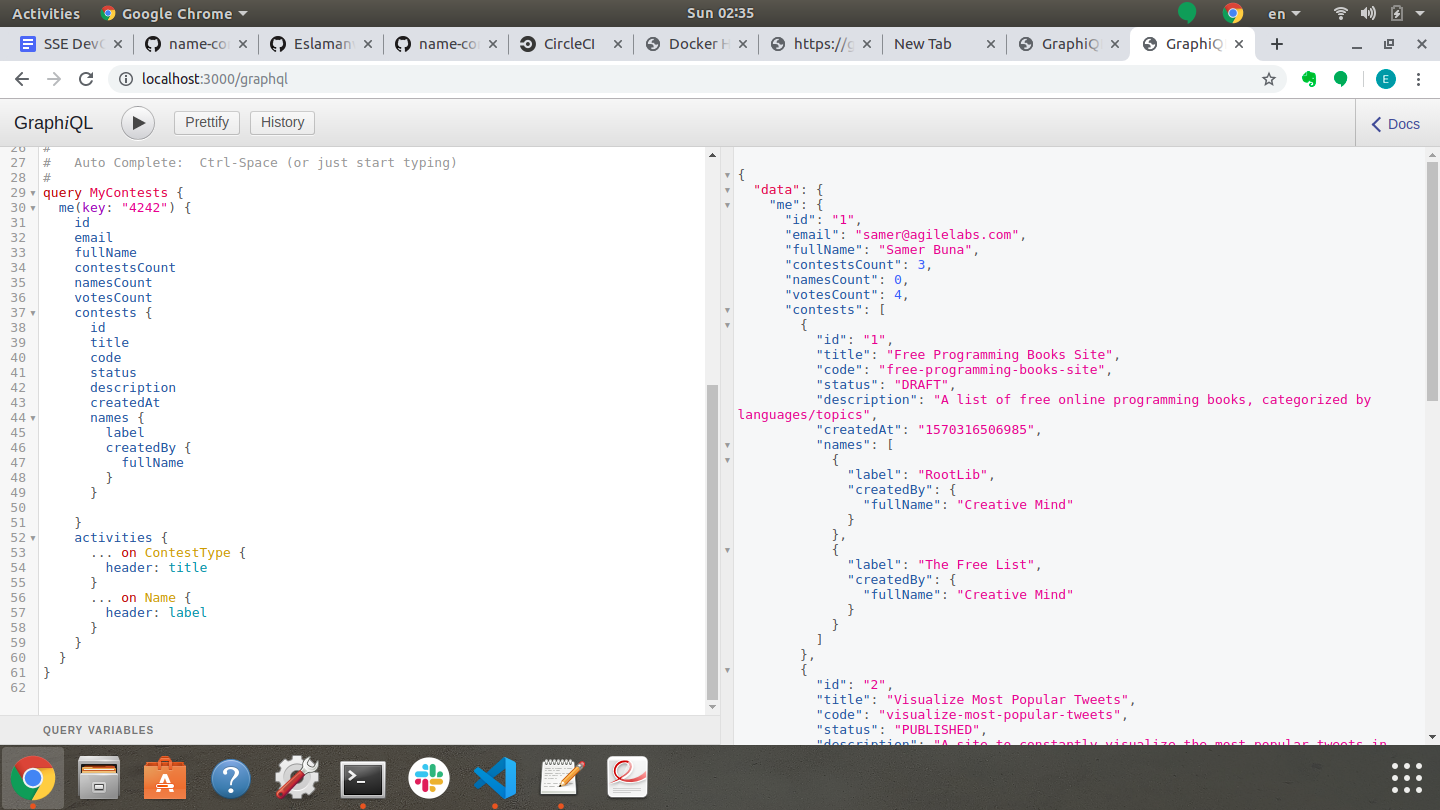 Activities
Google Chrome
Sun 02:35
en
SSE Dev
name-co
Eslaman
name-co
CircleCI
Docker H
https://g
New Tab
GraphiQ
GraphiQ
localhost:3000/graphql
E
GraphiQL
Prettify
History
Docs
26 #
27 #   Auto Complete:  Ctrl-Space (or just start typing)
28 #
29 query MyContests {
30   me(key: "4242") {
31     id
32     email
33     fullName
34     contestsCount
35     namesCount
36     votesCount
37     contests {
38       id
39       title
40       code
41       status
42       description
43       createdAt
44       names {
45         label
46         createdBy {
47           fullName
48         }
49       }
50
51     }
52     activities {
53       ... on ContestType {
54         header: title
55       }
56       ... on Name {
57         header: label
58       }
59     }
60   }
61 }
62
QUERY VARIABLES
{
  "data": {
    "me": {
      "id": "1",
      "email": "samer@agilelabs.com",
      "fullName": "Samer Buna",
      "contestsCount": 3,
      "namesCount": 0,
      "votesCount": 4,
      "contests": [
        {
          "id": "1",
          "title": "Free Programming Books Site",
          "code": "free-programming-books-site",
          "status": "DRAFT",
          "description": "A list of free online programming books, categorized by
languages/topics",
          "createdAt": "1570316506985",
          "names": [
            {
              "label": "RootLib",
              "createdBy": {
                "fullName": "Creative Mind"
              }
            },
            {
              "label": "The Free List",
              "createdBy": {
                "fullName": "Creative Mind"
              }
            }
          ]
        },
        {
          "id": "2",
          "title": "Visualize Most Popular Tweets",
          "code": "visualize-most-popular-tweets",
          "status": "PUBLISHED",
          "description": "A site to constantly visualize the most popular tweets in